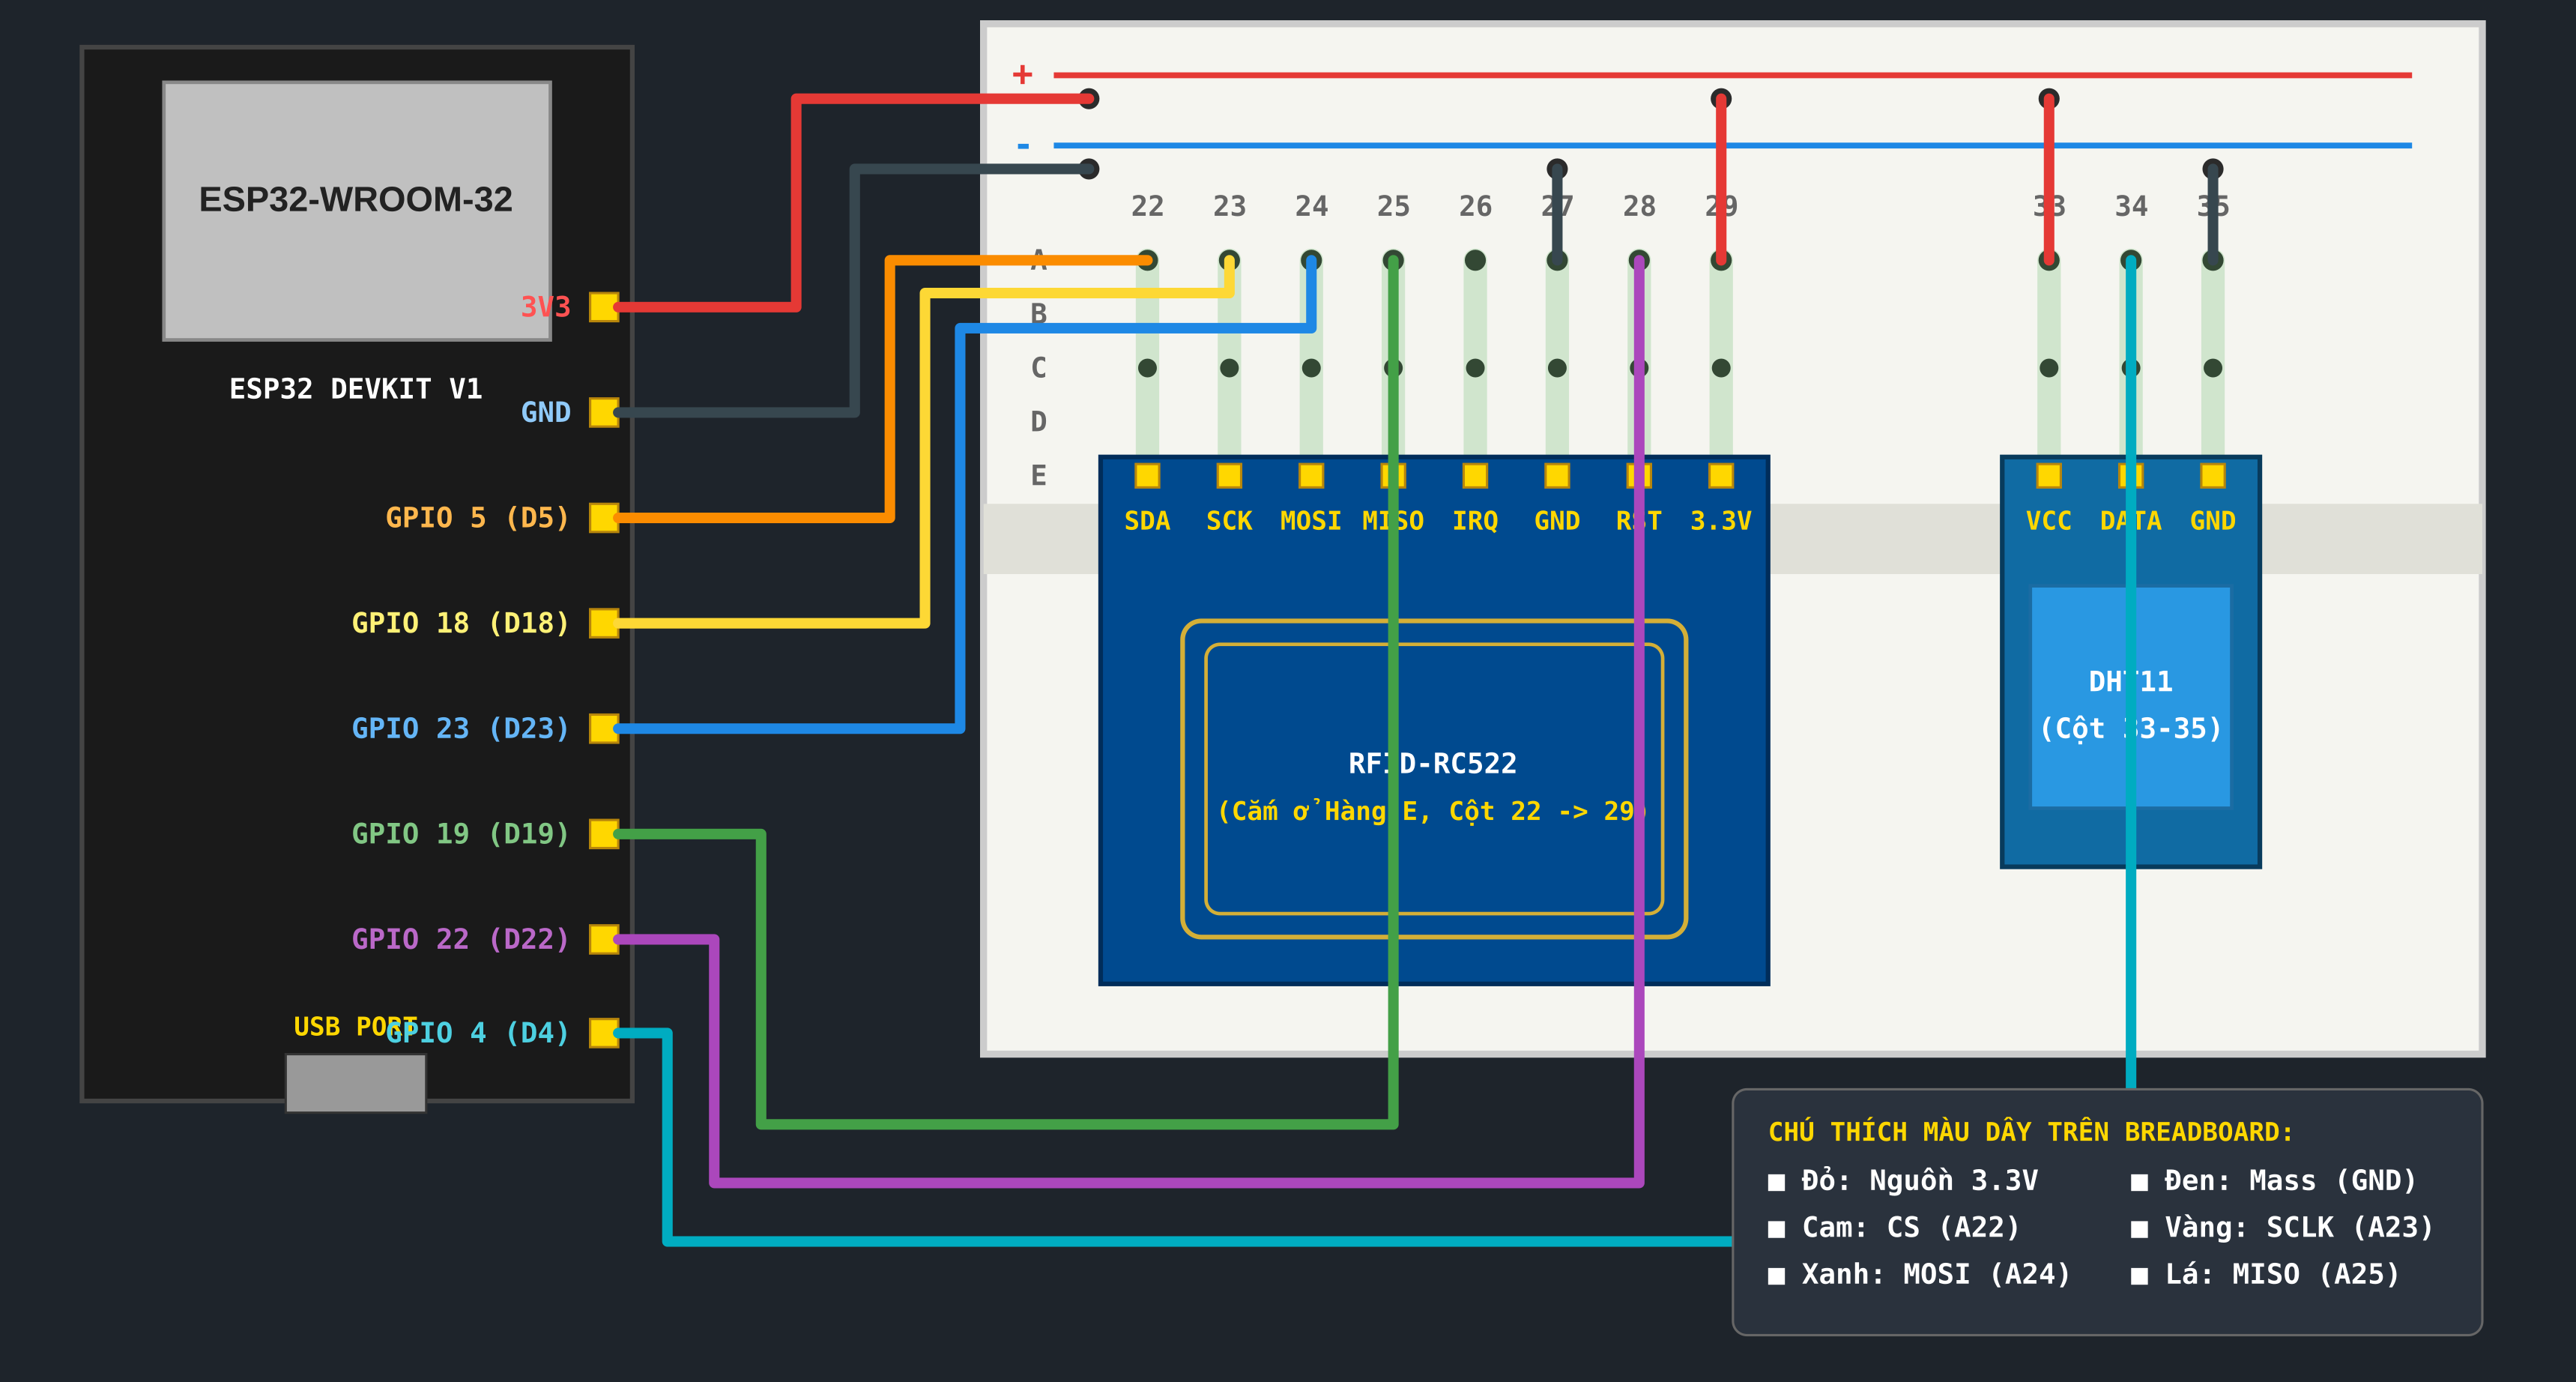 ESP32-WROOM-32
3V3
ESP32 DEVKIT V1
GND
GPIO 5 (D5)
GPIO 18 (D18)
GPIO 23 (D23)
GPIO 19 (D19)
GPIO 22 (D22)
USB PORT
GPIO 4 (D4)
+
-
22 23 24 25 26 27 28 29 33 34 35
A
B
C
D
E
SDA SCK MOSI MISO IRQ GND RST 3.3V
VCC DATA GND
RFID-RC522
(Cắm ở Hàng E, Cột 22 -> 29)
DHT11
(Cột 33-35)
CHÚ THÍCH MÀU DÂY TRÊN BREADBOARD:
■ Đỏ: Nguồn 3.3V ■ Đen: Mass (GND)
■ Cam: CS (A22) ■ Vàng: SCLK (A23)
■ Xanh: MOSI (A24) ■ Lá: MISO (A25)